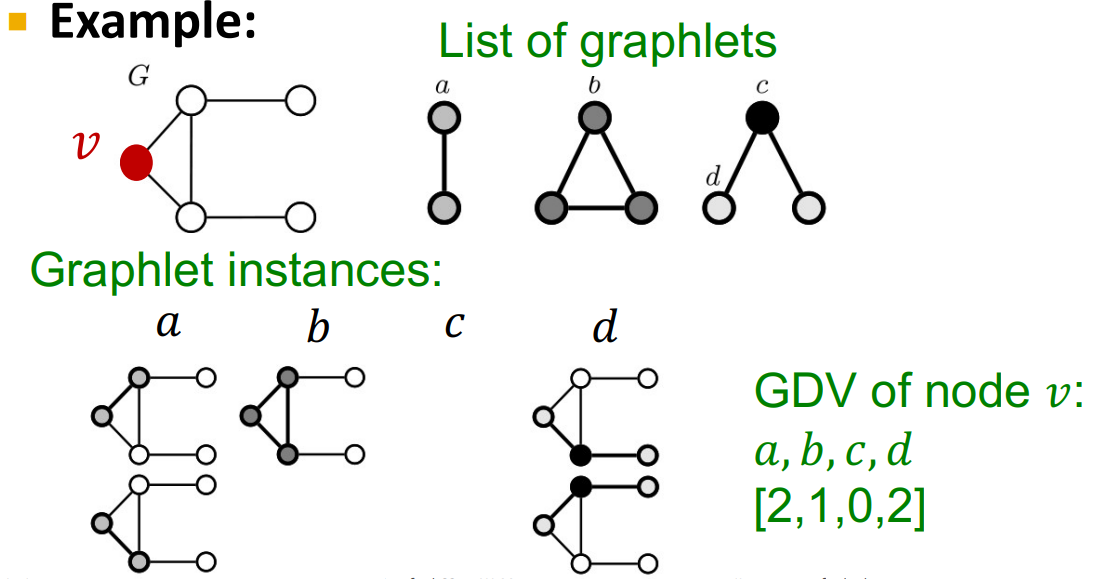 Example:
List of graphlets
G
a
b
c
v
d
Graphlet instances:
a b c d
GDV of node v:
a, b, c, d
[2,1,0,2]